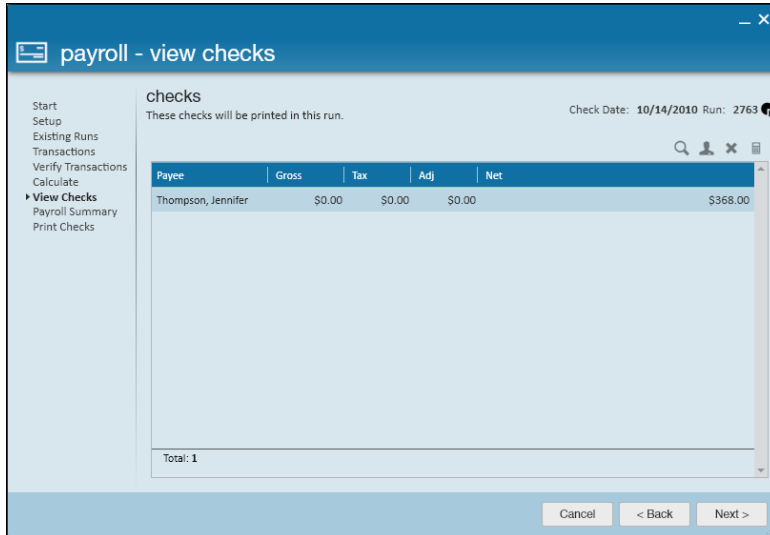 payroll - view checks
Start
Setup
Existing Runs
Transactions
Verify Transactions
Calculate
View Checks
Payroll Summary
Print Checks
checks
These checks will be printed in this run.
Check Date: 10/14/2010 Run: 2763
Payee Gross Tax Adj Net
Thompson, Jennifer $0.00 $0.00 $0.00 $368.00
Total: 1
Cancel < Back Next >